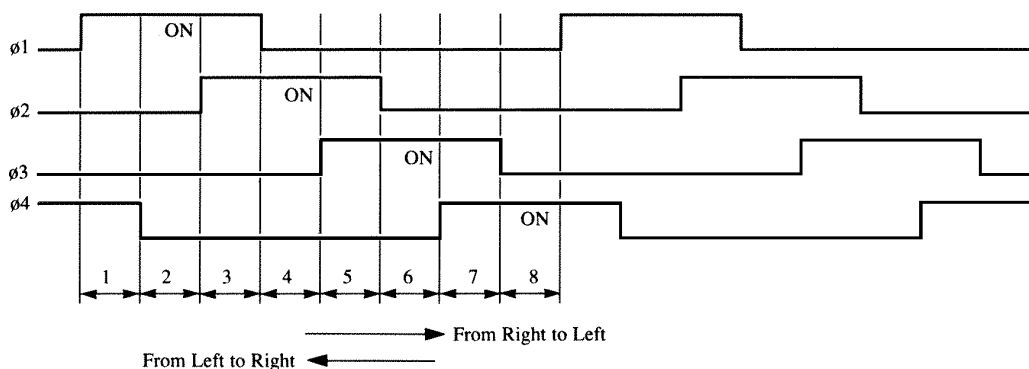 ø1 ON
ø2 ON
ø3 ON
ø4 ON
1 2 3 4 5 6 7 8
From Right to Left
From Left to Right